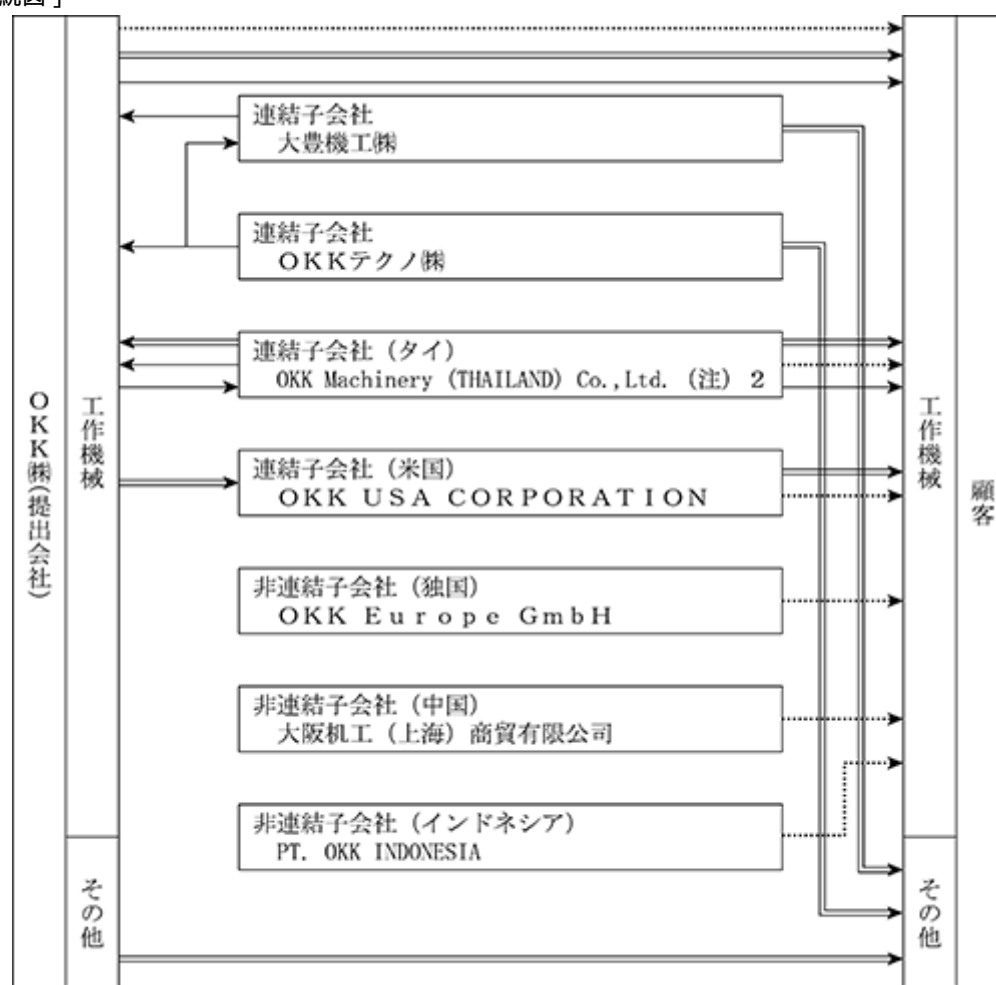 統図]
OKK㈱(提出会社)
工作機械
その他
連結子会社
大豊機工㈱
連結子会社
OKKテクノ㈱
連結子会社(タイ)
OKK Machinery (THAILAND) Co.,Ltd. (注) 2
連結子会社(米国)
OKK USA CORPORATION
非連結子会社(独国)
OKK Europe GmbH
非連結子会社(中国)
大阪机工(上海)商貿有限公司
非連結子会社(インドネシア)
PT. OKK INDONESIA
工作機械
その他
顧客